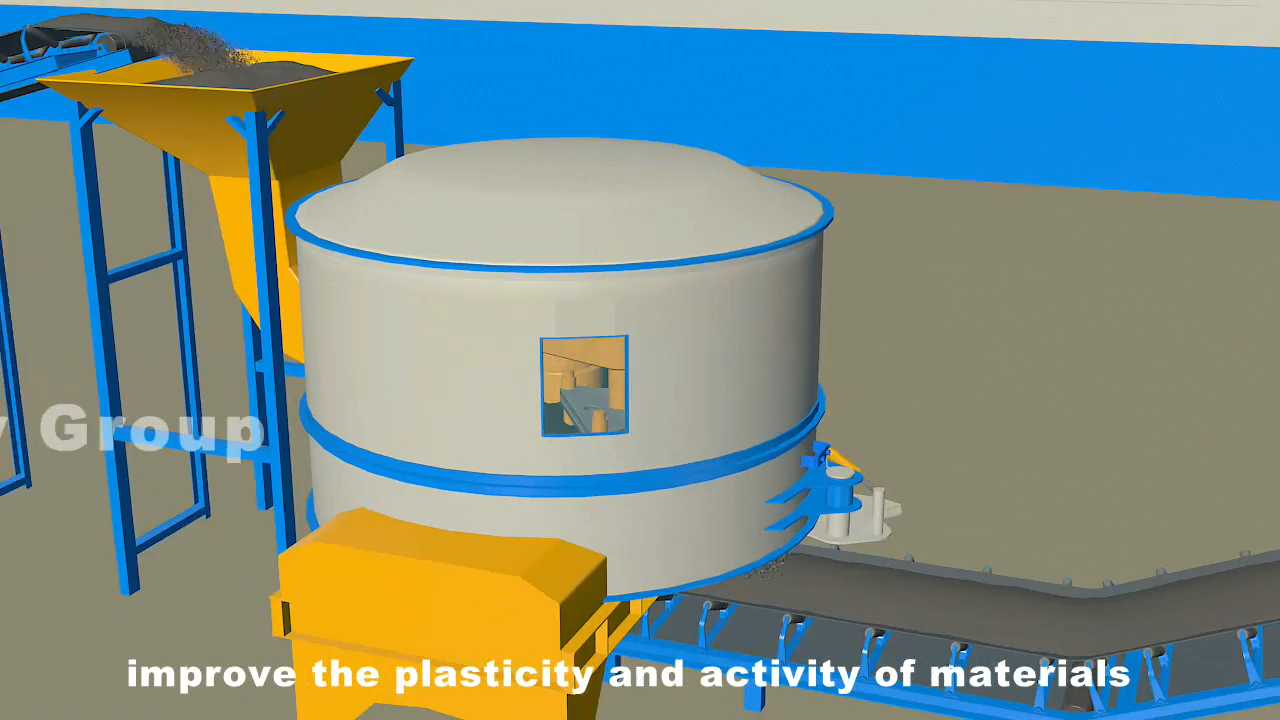 Group
improve the plasticity and activity of materials